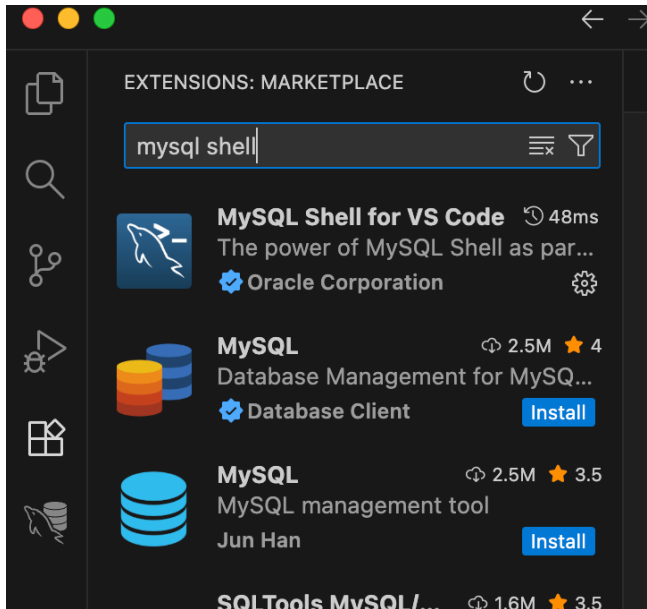 EXTENSIONS: MARKETPLACE
mysql shell
MySQL Shell for VS Code 48ms
The power of MySQL Shell as par...
Oracle Corporation
MySQL 2.5M 4
Database Management for MySQ...
Database Client Install
MySQL 2.5M 3.5
MySQL management tool
Jun Han Install
SQLTools MySQL/... 1.6M 3.5